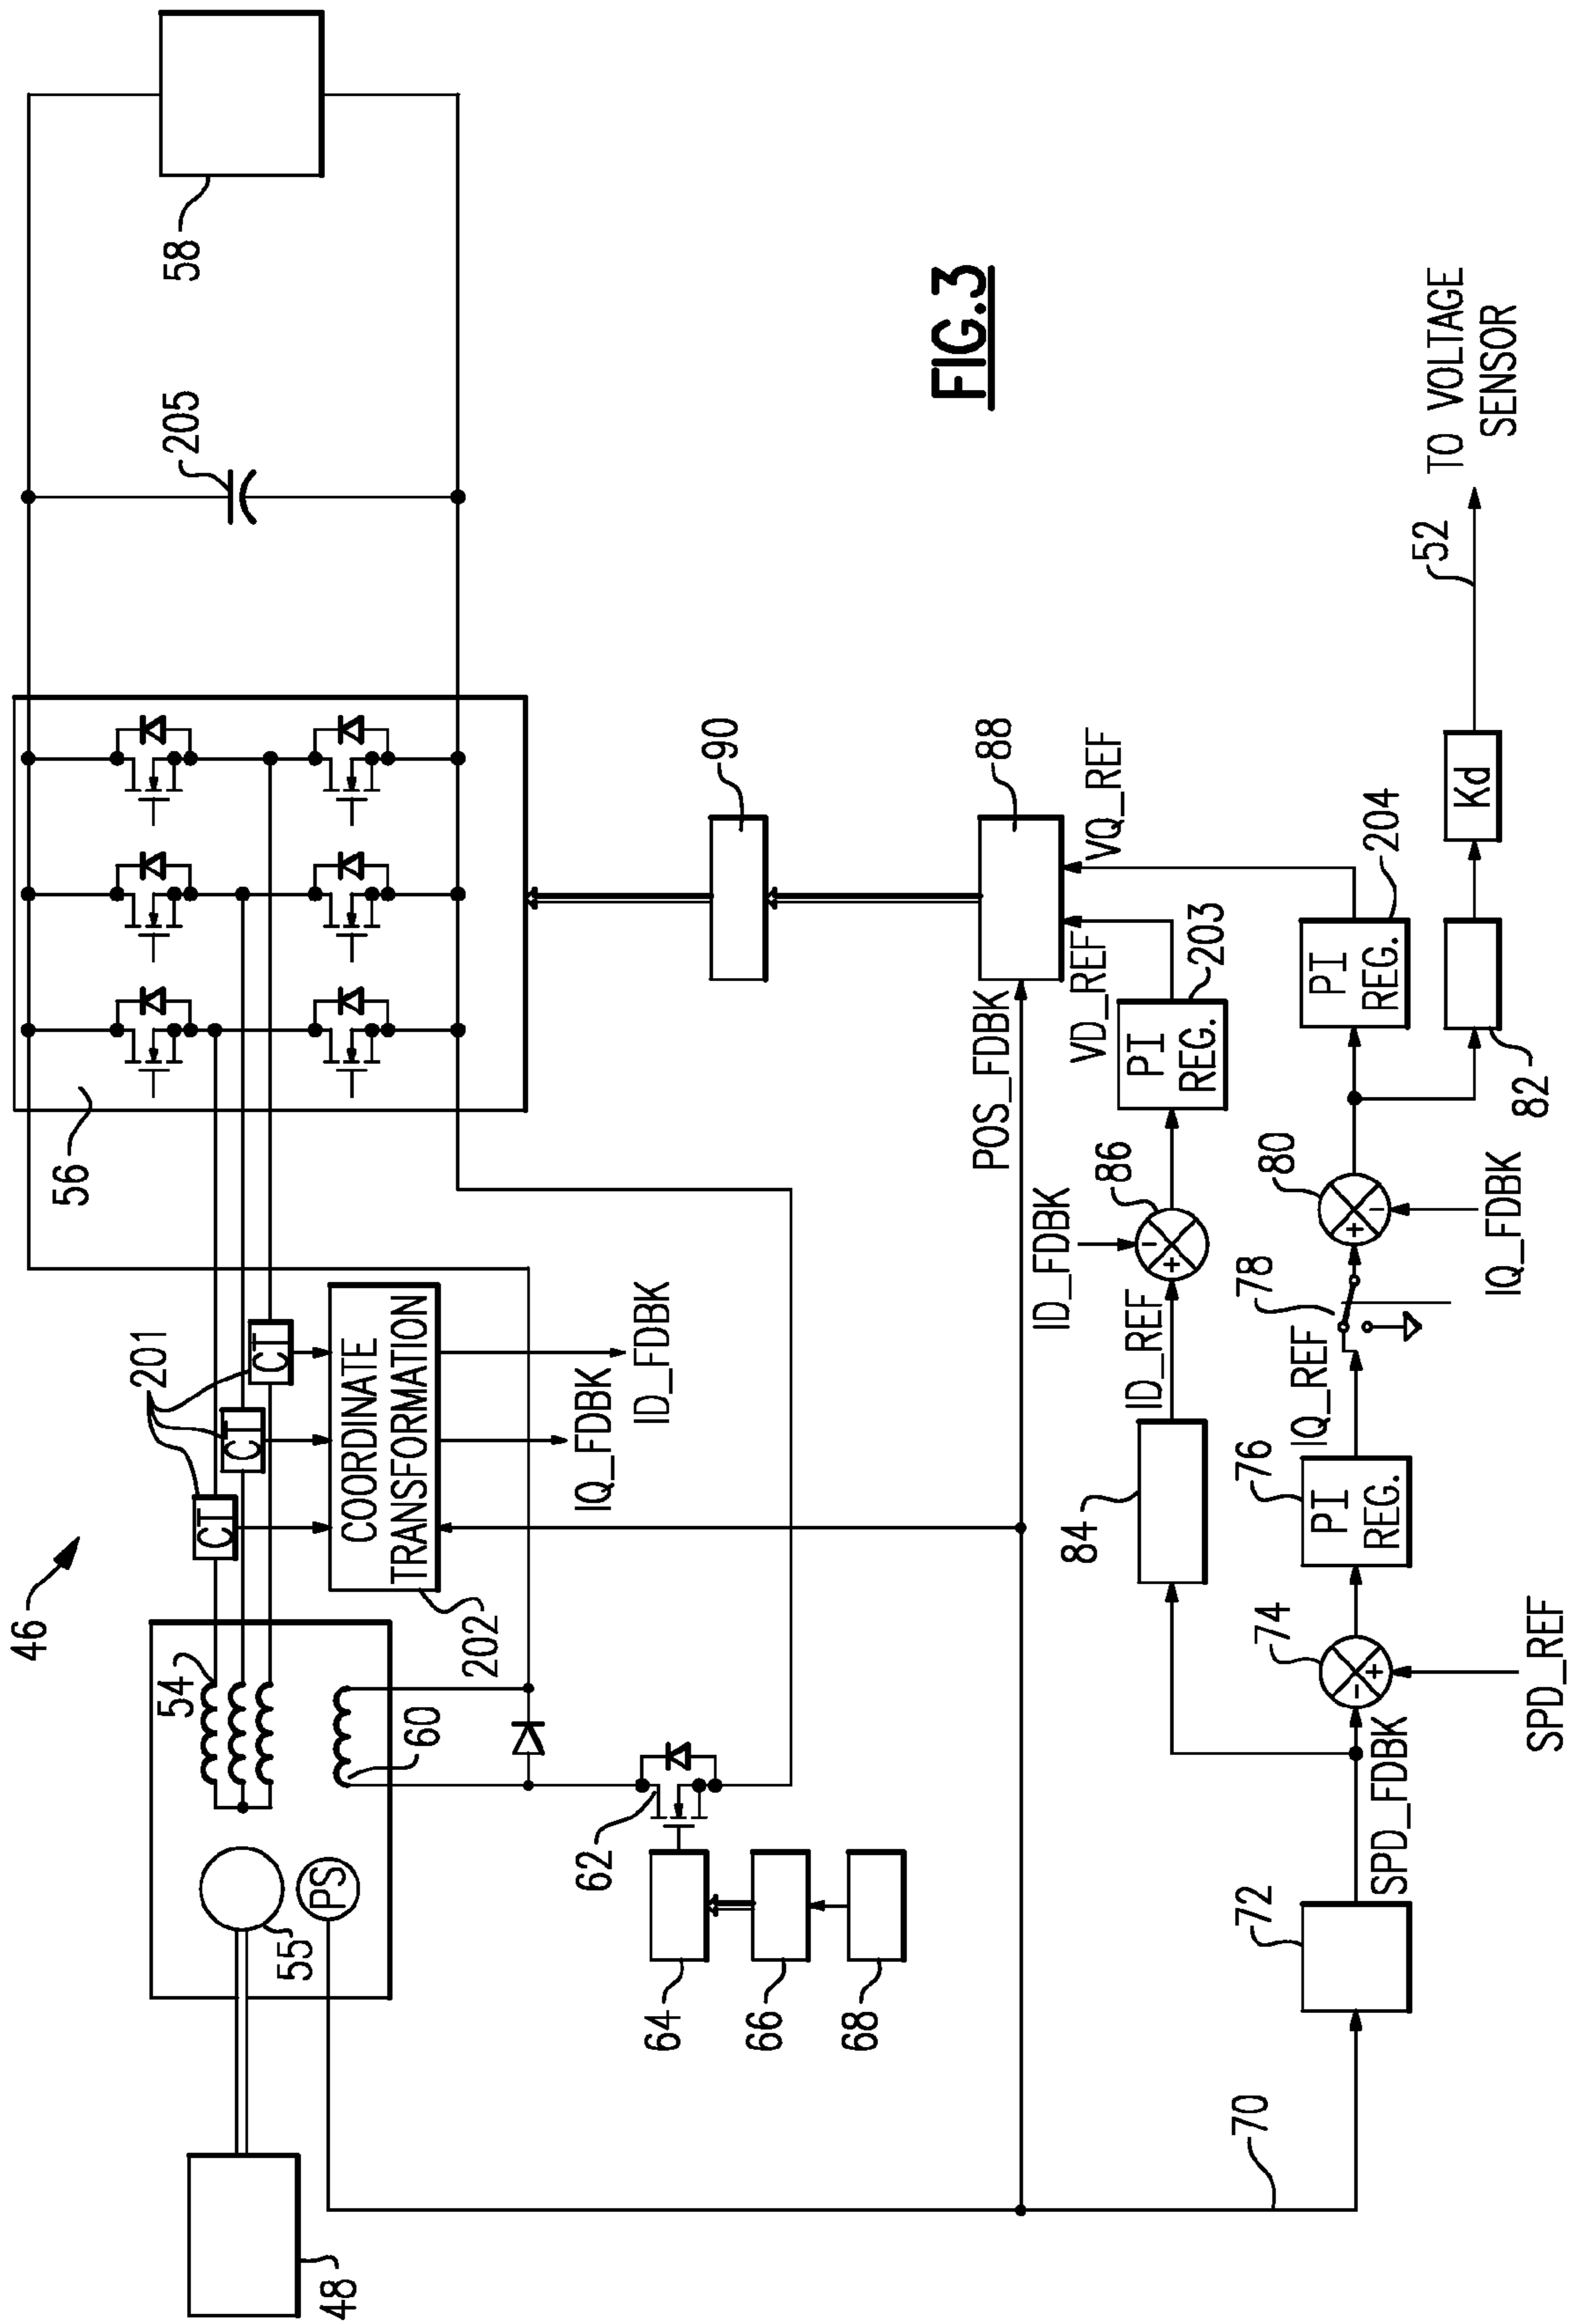 46
48
55
PS
54
60
CT
CT
CT
201
COORDINATE
TRANSFORMATION
202
IQ_FDBK
ID_FDBK
56
205
58
62
64
66
68
90
88
POS_FDBK
VD_REF
VQ_REF
FIG.3
70
72
SPD_FDBK
SPD_REF
-
+
74
84
ID_REF
ID_FDBK
-
+
86
PI
REG.
203
PI
REG.
76
IQ_REF
78
+
-
80
IQ_FDBK
PI
REG.
204
82
Kd
52
TO VOLTAGE
SENSOR